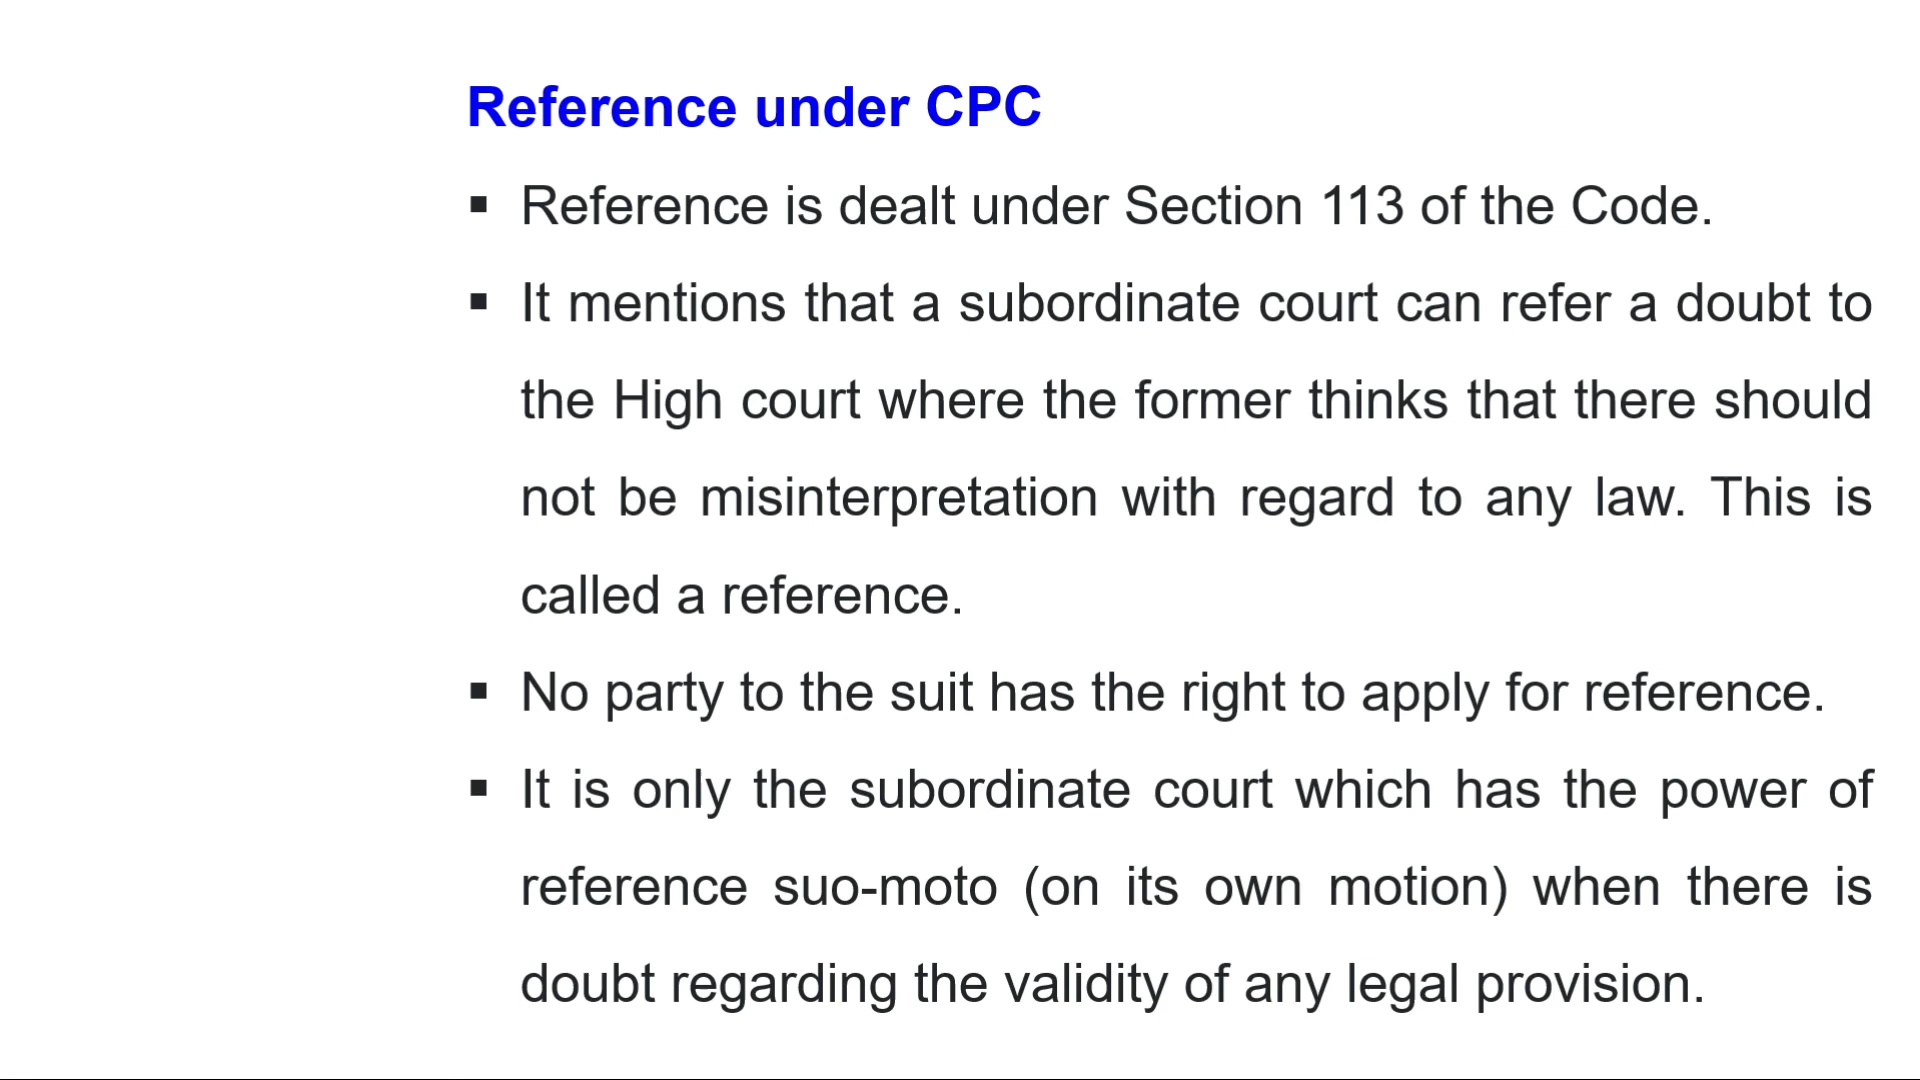 Reference under CPC
▪ Reference is dealt under Section 113 of the Code.
▪ It mentions that a subordinate court can refer a doubt to
the High court where the former thinks that there should
not be misinterpretation with regard to any law. This is
called a reference.
▪ No party to the suit has the right to apply for reference.
▪ It is only the subordinate court which has the power of
reference suo-moto (on its own motion) when there is
doubt regarding the validity of any legal provision.